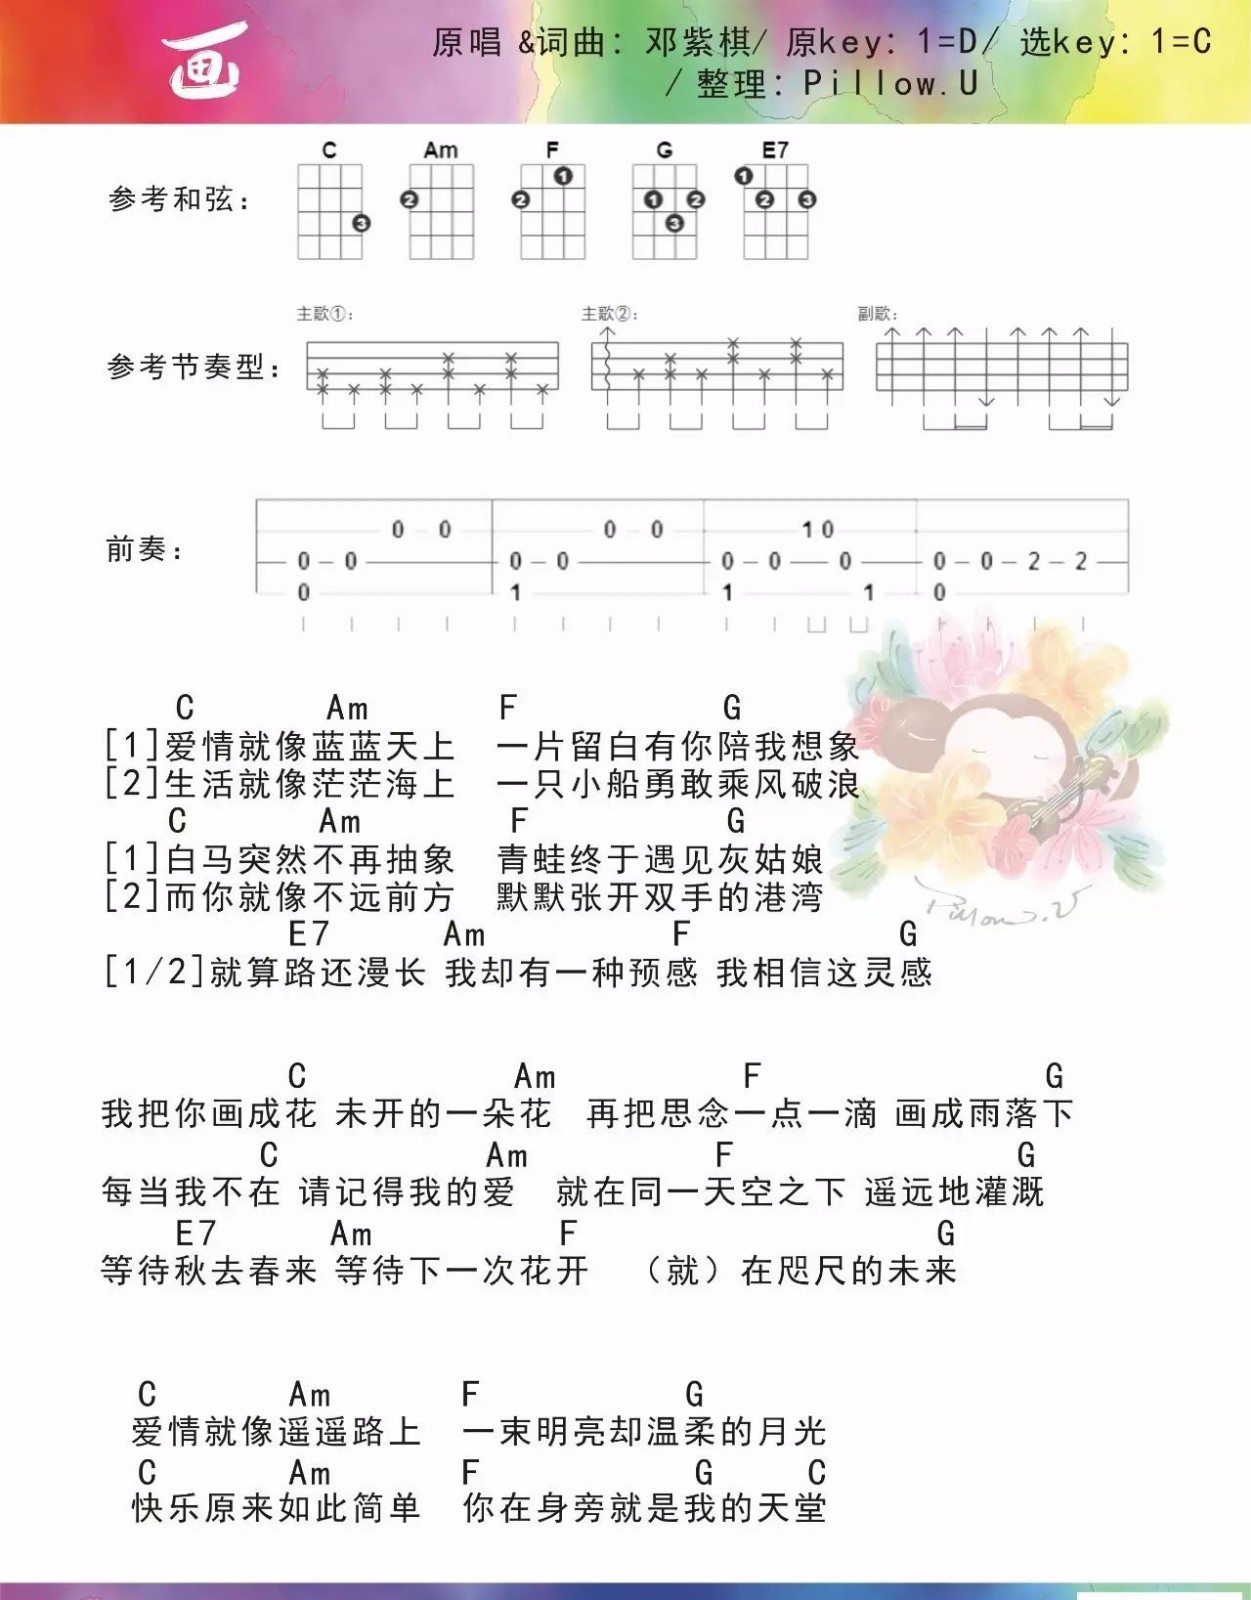 画
原唱 &词曲：邓紫棋/ 原key：1=D/ 选key：1=C
/ 整理：Pillow.U
C Am F G E7
参考和弦：
3 2 2 1 1 2 3 1 2 3
主歌①： 主歌②： 副歌：
参考节奏型：
前奏：
0 0 0 0 1 0
0 0 0 0 0 0 0 0 0 2 2
0 1 1 1 0
C Am F G
[1]爱情就像蓝蓝天上 一片留白有你陪我想象
[2]生活就像茫茫海上 一只小船勇敢乘风破浪
C Am F G
[1]白马突然不再抽象 青蛙终于遇见灰姑娘
[2]而你就像不远前方 默默张开双手的港湾
E7 Am F G
[1/2]就算路还漫长 我却有一种预感 我相信这灵感
Pillow.U
C Am F G
我把你画成花 未开的一朵花 再把思念一点一滴 画成雨落下
C Am F G
每当我不在 请记得我的爱 就在同一天空之下 遥远地灌溉
E7 Am F G
等待秋去春来 等待下一次花开 （就）在咫尺的未来
C Am F G
爱情就像遥遥路上 一束明亮却温柔的月光
C Am F G C
快乐原来如此简单 你在身旁就是我的天堂